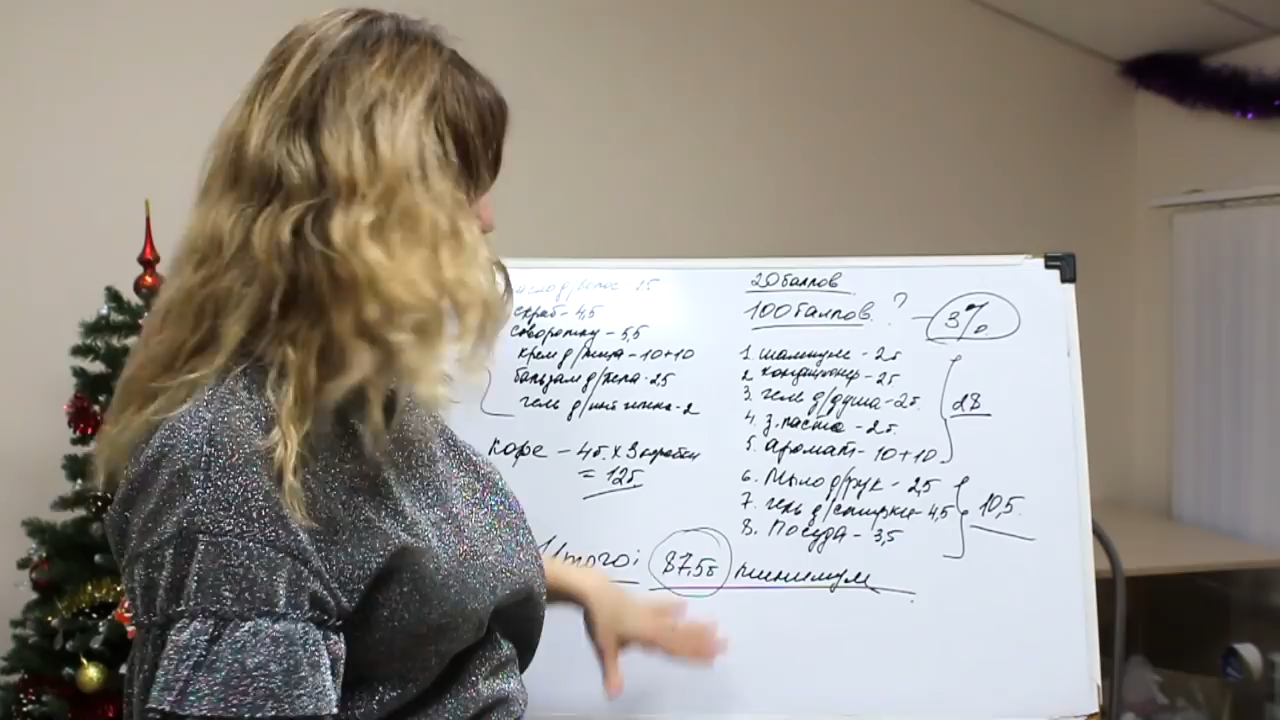 скраб - 4,5
сыворотку - 5,5
крем д/лица - 10+10
бальзам д/тела - 2,5
гель д/инт гигиены - 2
кофе - 4б. х 3 коробки
= 12б
Итого: 87,5б минимум
20 баллов
100 баллов ? - 3%
1. шампунь - 2б
2 кондиционер - 2б
3. гель д/душа - 2б.
4. з. паста - 2б.
5. аромат - 10+10
28
6. Мыло д/рук - 2,5
7. гель д/стирки - 4,5
8. Посуда - 3,5
10,5